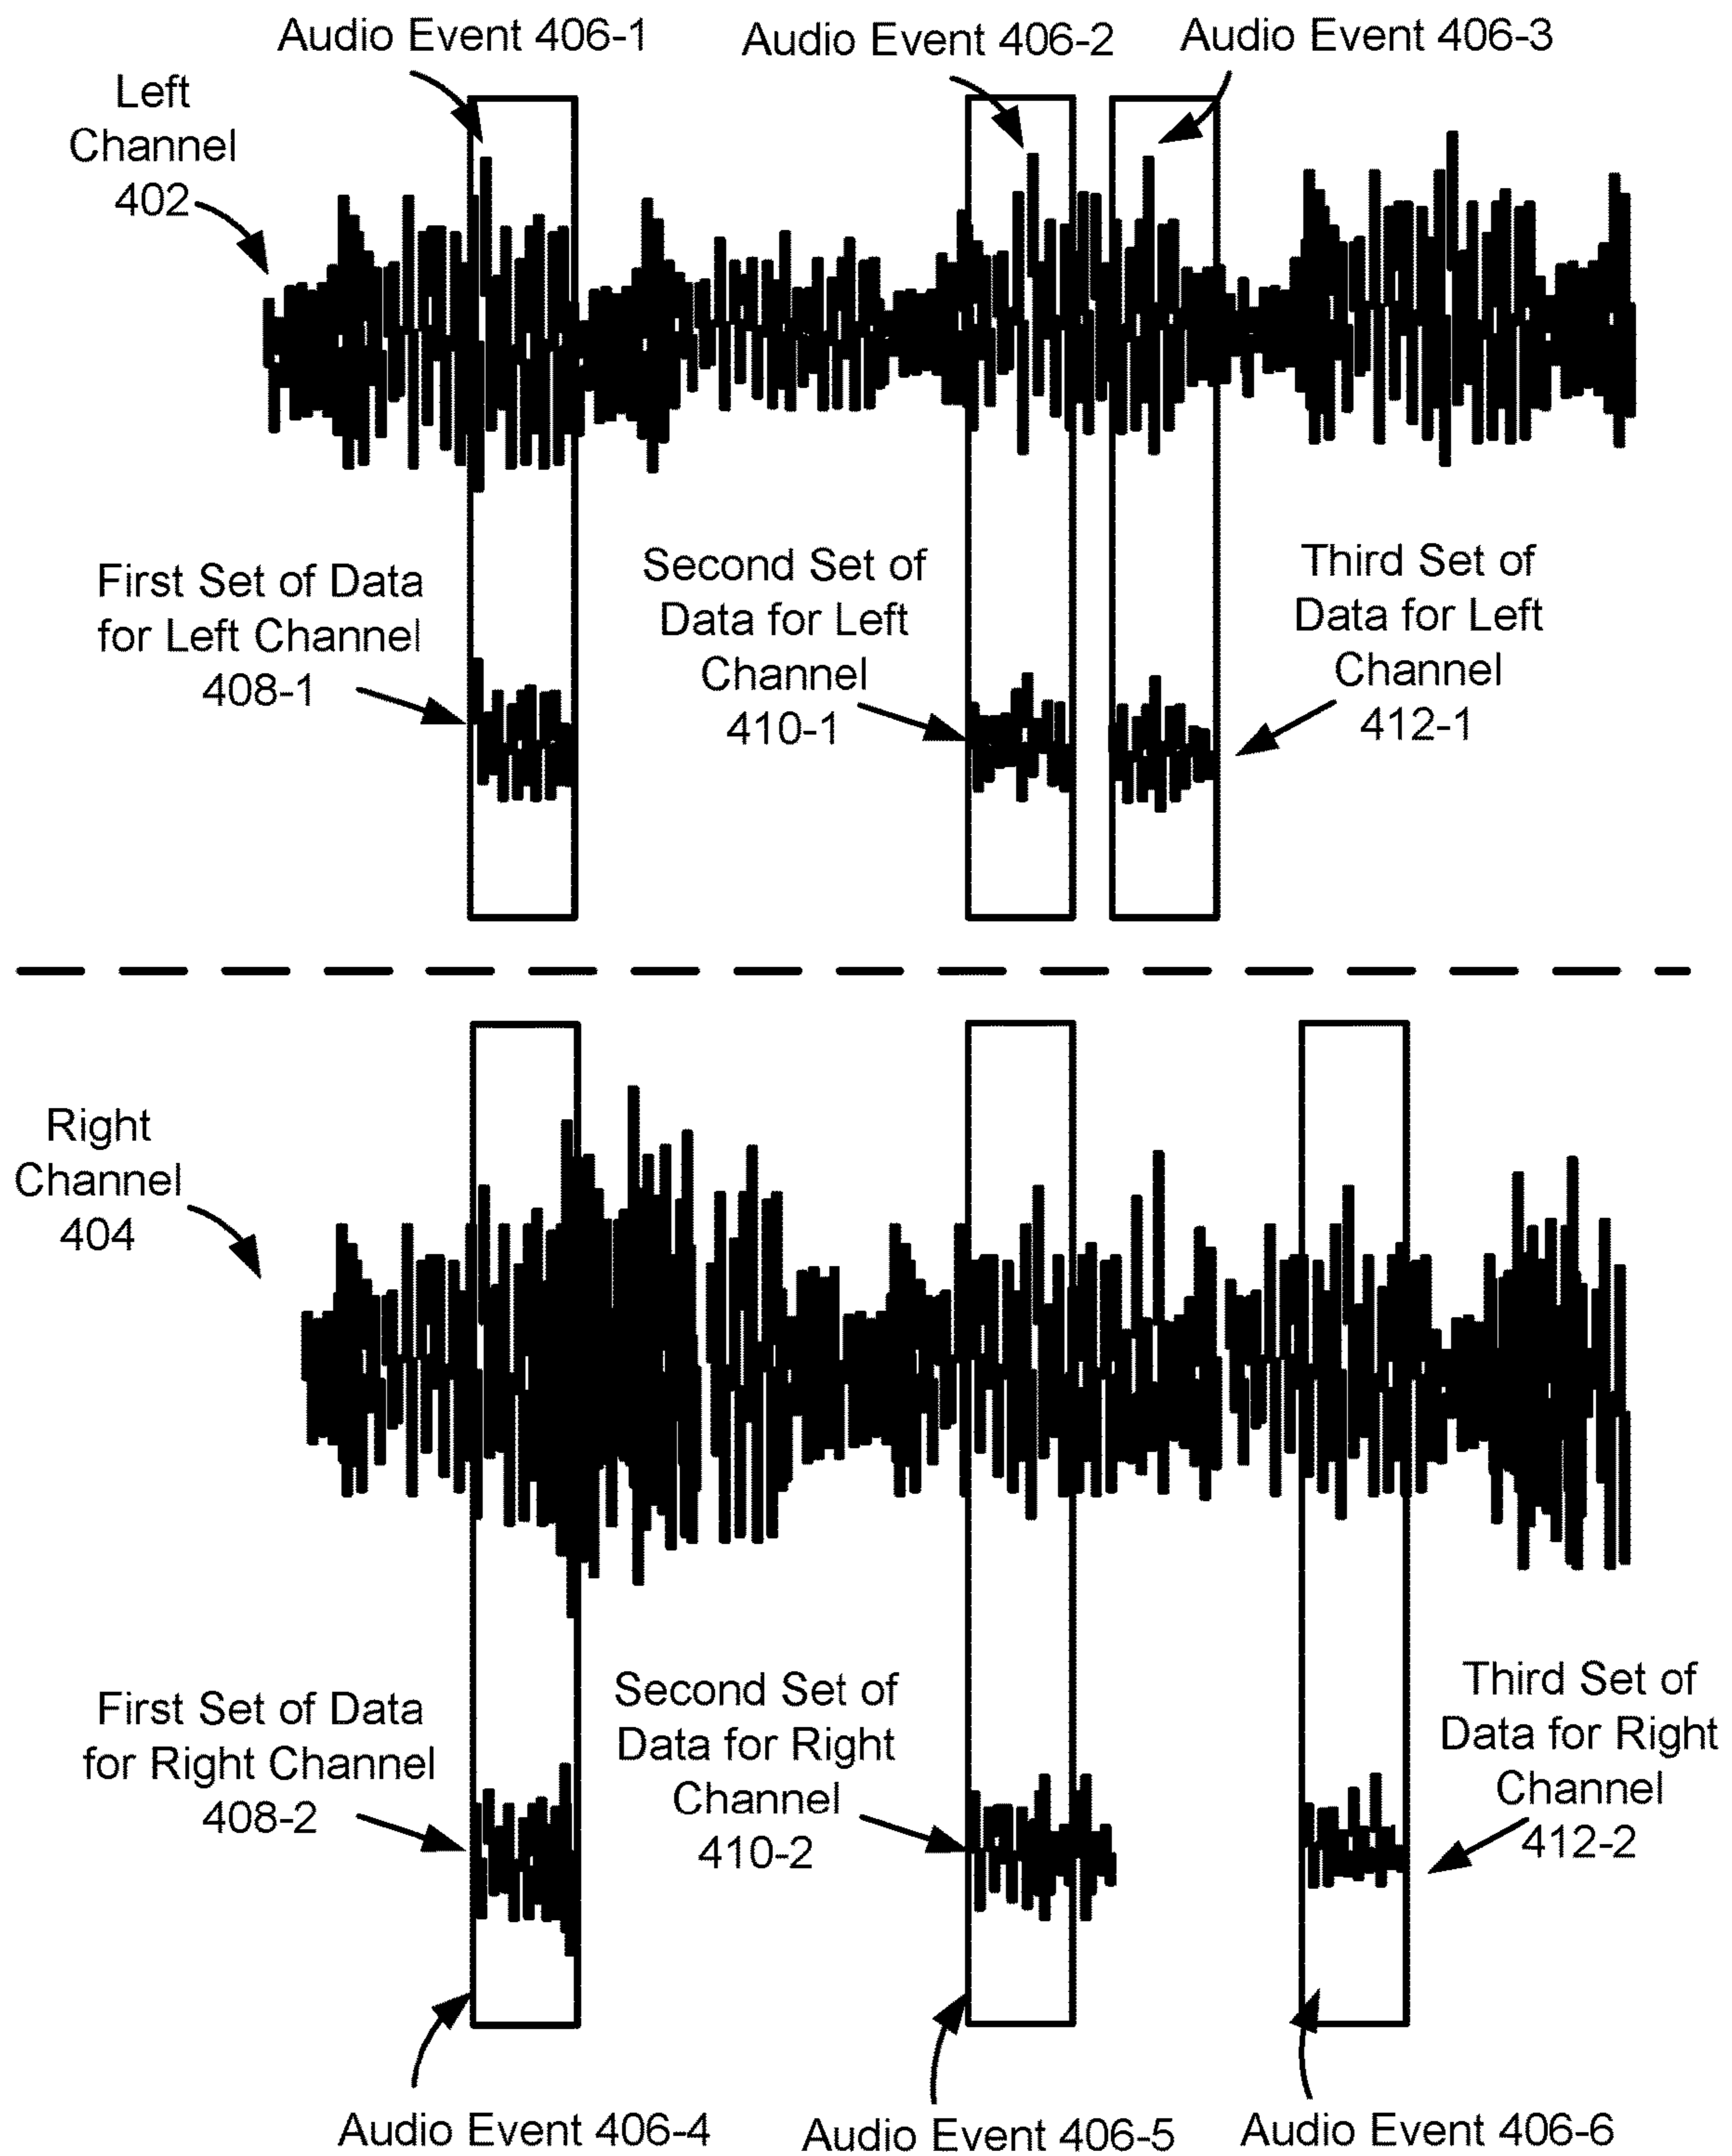 Audio Event 406-1
Audio Event 406-2
Audio Event 406-3
Left
Channel
402
First Set of Data
for Left Channel
408-1
Second Set of
Data for Left
Channel
410-1
Third Set of
Data for Left
Channel
412-1
Right
Channel
404
First Set of Data
for Right Channel
408-2
Second Set of
Data for Right
Channel
410-2
Third Set of
Data for Right
Channel
412-2
Audio Event 406-4
Audio Event 406-5
Audio Event 406-6